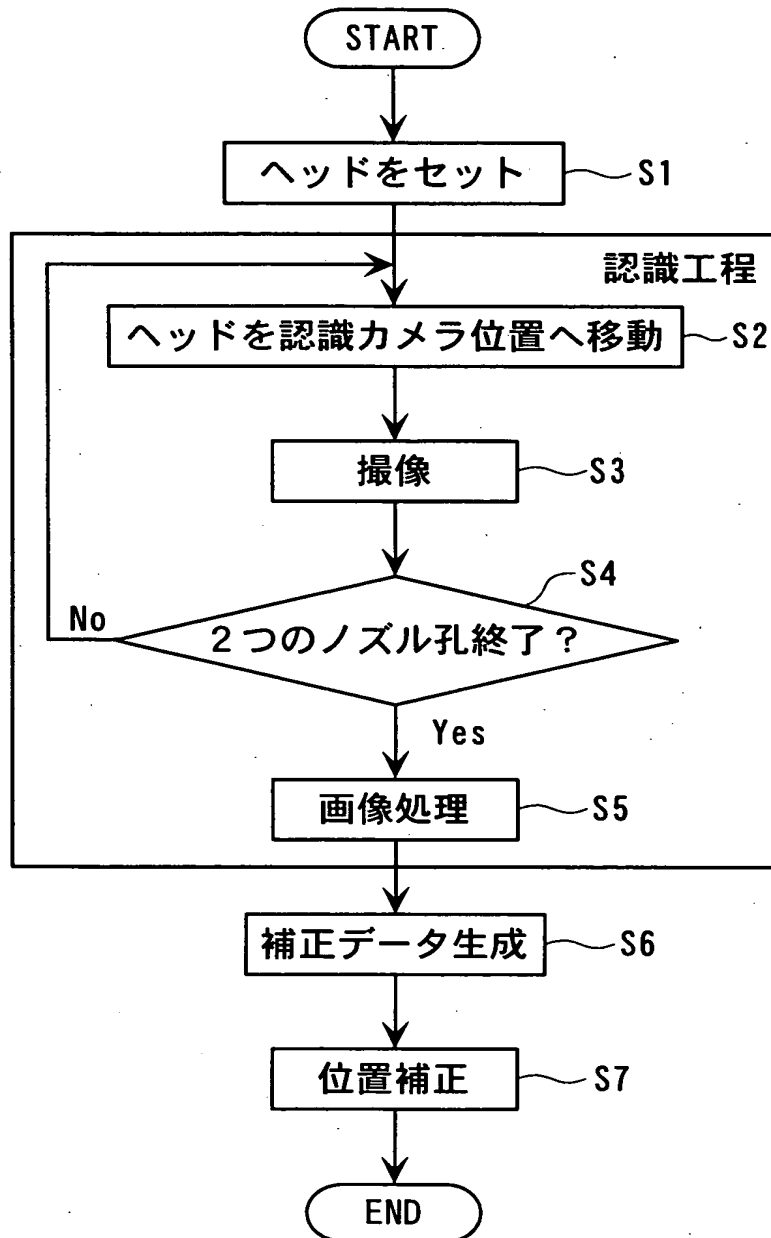 START
ヘッドをセット
S1
認識工程
ヘッドを認識カメラ位置へ移動
S2
撮像
S3
S4
No
２つのノズル孔終了？
Yes
画像処理
S5
補正データ生成
S6
位置補正
S7
END